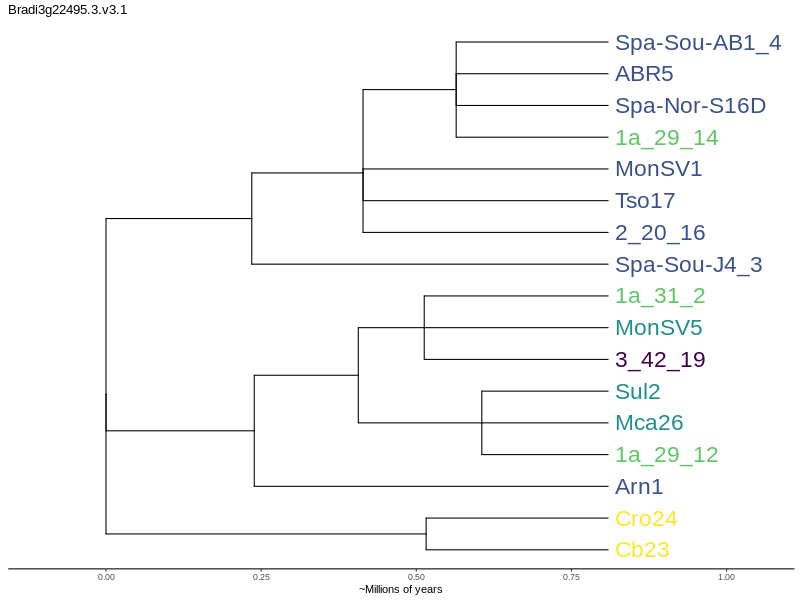 Bradi3g22495.3.v3.1
Spa-Sou-AB1_4
ABR5
Spa-Nor-S16D
1a_29_14
MonSV1
Tso17
2_20_16
Spa-Sou-J4_3
1a_31_2
MonSV5
3_42_19
Sul2
Mca26
1a_29_12
Arn1
Cro24
Cb23
0.00 0.25 0.50 0.75 1.00
~Millions of years